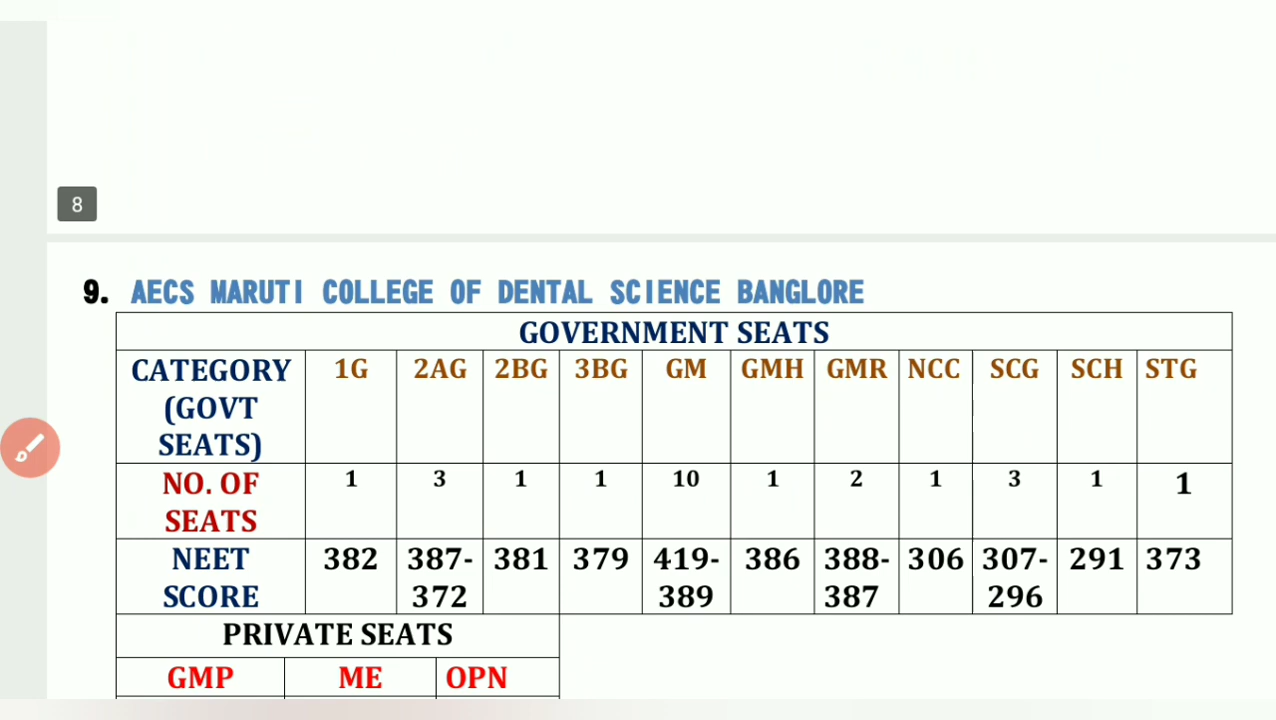 8
9. AECS MARUTI COLLEGE OF DENTAL SCIENCE BANGLORE
GOVERNMENT SEATS
CATEGORY (GOVT SEATS) 1G 2AG 2BG 3BG GM GMH GMR NCC SCG SCH STG
NO. OF SEATS 1 3 1 1 10 1 2 1 3 1 1
NEET SCORE 382 387-372 381 379 419-389 386 388-387 306 307-296 291 373
PRIVATE SEATS
GMP ME OPN